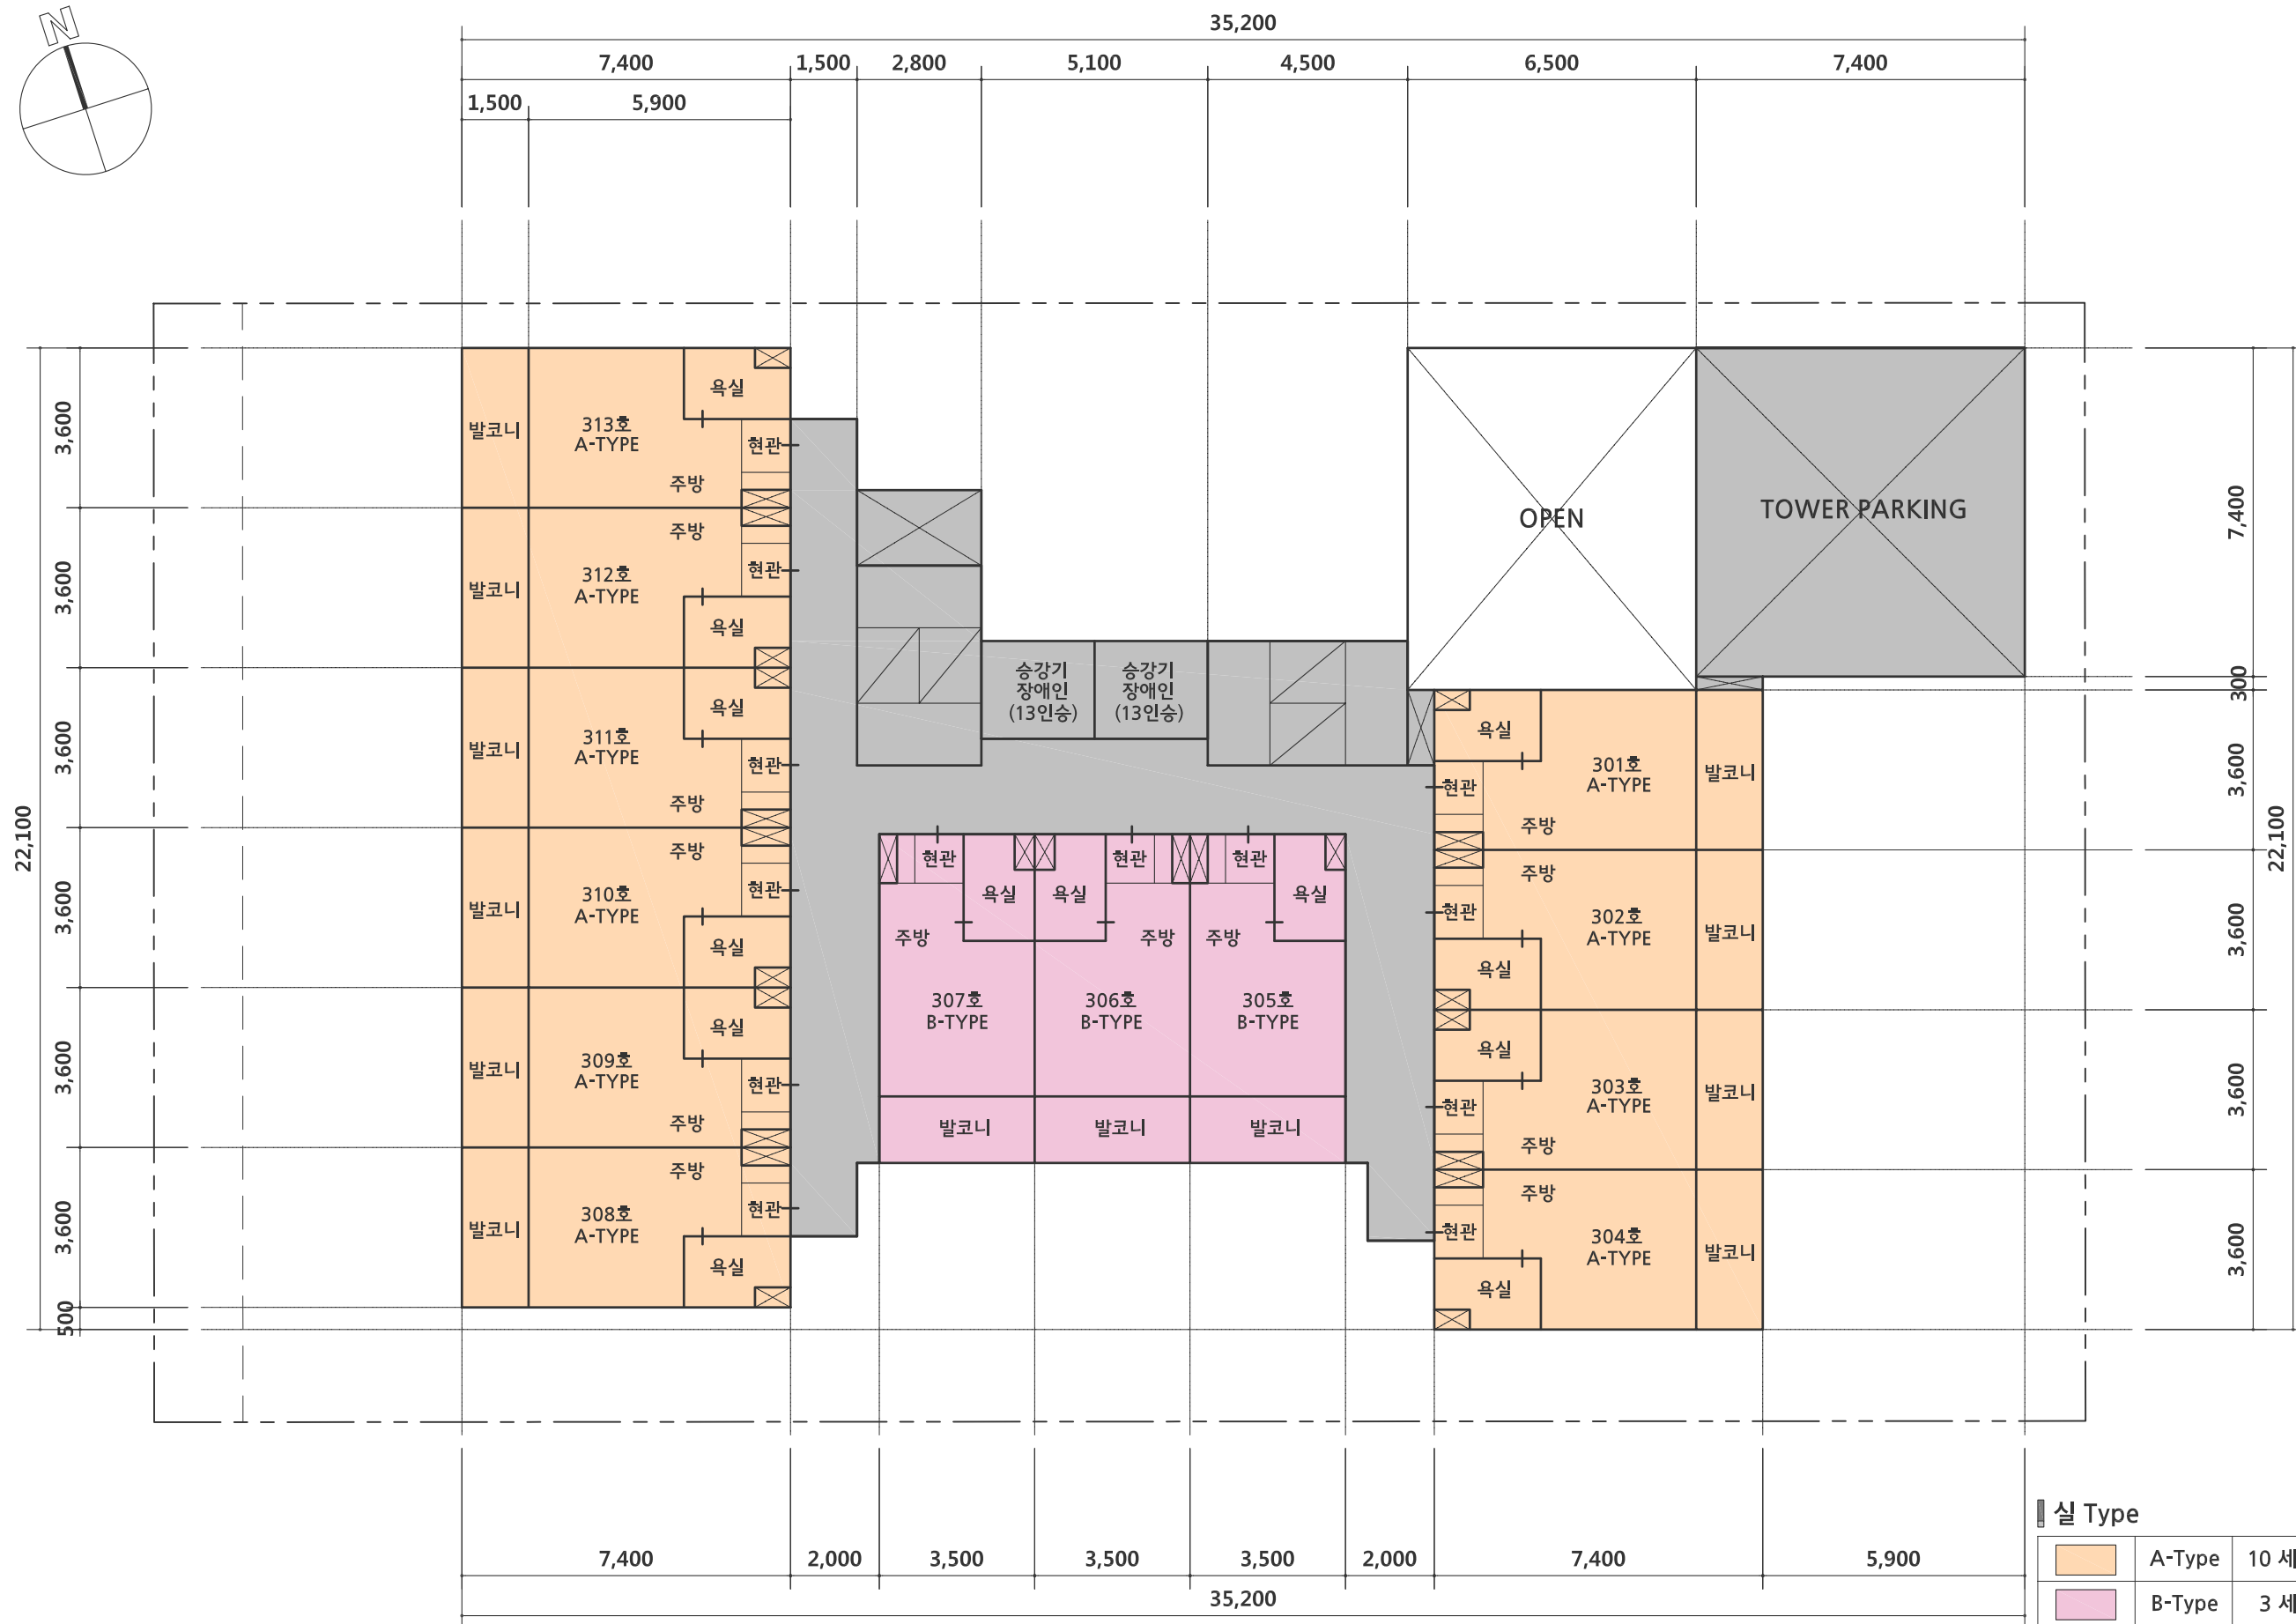 N
35,200
7,400
1,500
2,800
5,100
4,500
6,500
7,400
1,500
5,900
22,100
3,600
3,600
3,600
3,600
3,600
3,600
500
발코니
313호
A-TYPE
욕실
현관
주방
발코니
312호
A-TYPE
주방
현관
욕실
발코니
311호
A-TYPE
욕실
현관
주방
발코니
310호
A-TYPE
주방
현관
욕실
발코니
309호
A-TYPE
욕실
현관
주방
발코니
308호
A-TYPE
주방
현관
욕실
승강기
장애인
(13인승)
승강기
장애인
(13인승)
OPEN
TOWER PARKING
현관
욕실
주방
307호
B-TYPE
발코니
현관
욕실
주방
306호
B-TYPE
발코니
현관
욕실
주방
305호
B-TYPE
발코니
욕실
현관
301호
A-TYPE
주방
발코니
주방
현관
302호
A-TYPE
욕실
발코니
욕실
현관
303호
A-TYPE
주방
발코니
주방
현관
304호
A-TYPE
욕실
발코니
7,400
300
3,600
3,600
3,600
3,600
22,100
7,400
2,000
3,500
3,500
3,500
2,000
7,400
5,900
35,200
실 Type
A-Type 10 세
B-Type 3 세